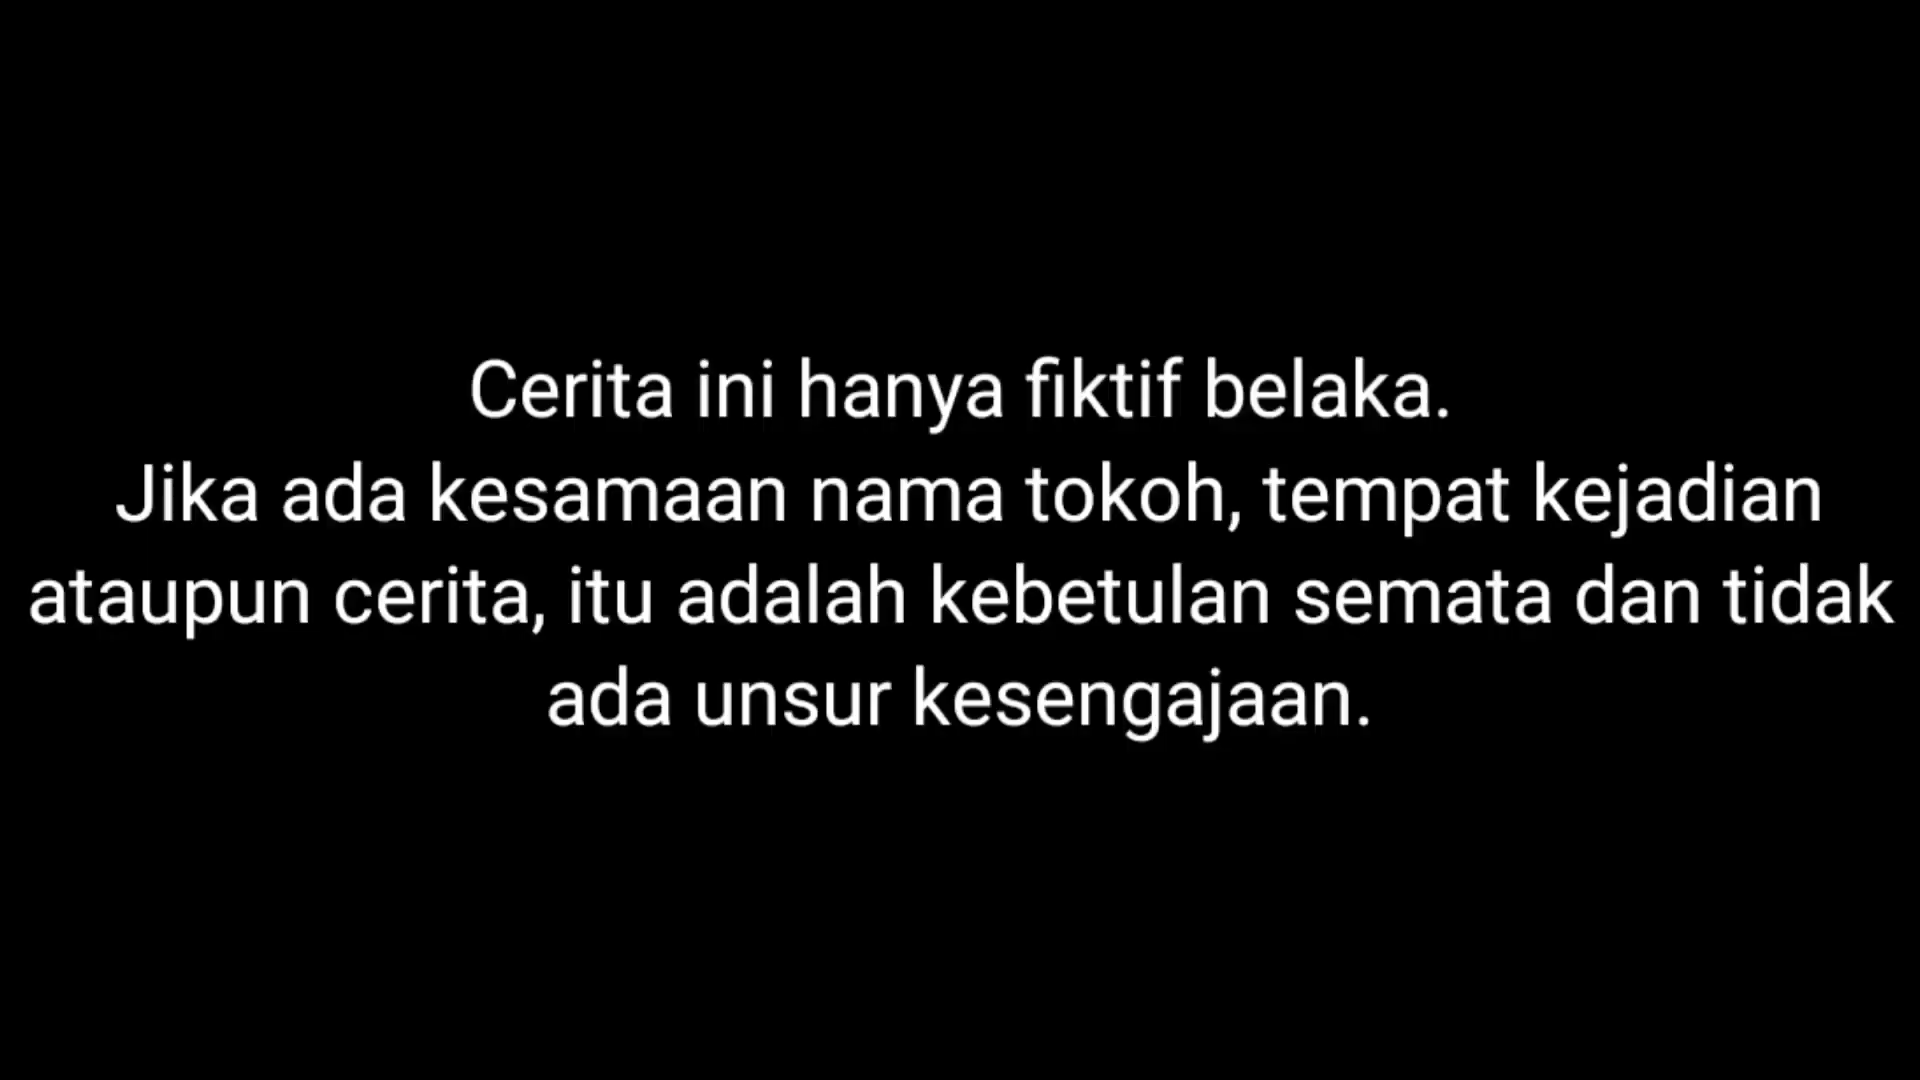 Cerita ini hanya fiktif belaka.
Jika ada kesamaan nama tokoh, tempat kejadian
ataupun cerita, itu adalah kebetulan semata dan tidak
ada unsur kesengajaan.